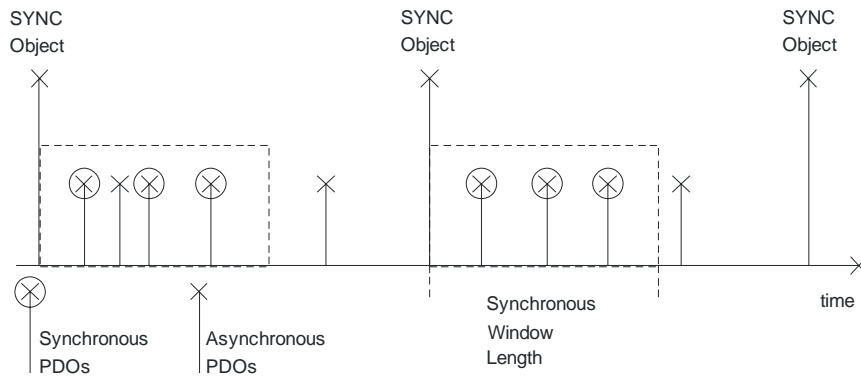 SYNC
Object
SYNC
Object
SYNC
Object
time
Synchronous
PDOs
Asynchronous
PDOs
Synchronous
Window
Length